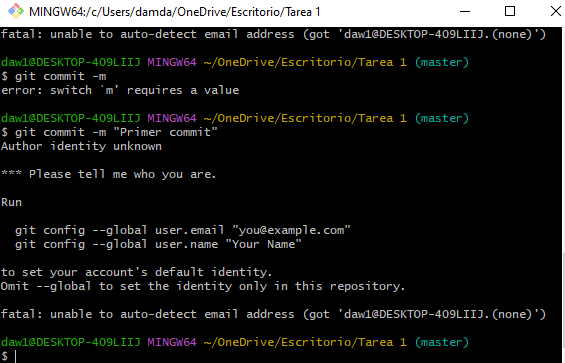 MINGW64:/c/Users/damda/OneDrive/Escritorio/Tarea 1
fatal: unable to auto-detect email address (got 'daw1@DESKTOP-4O9LIIJ.(none)')
daw1@DESKTOP-4O9LIIJ MINGW64 ~/OneDrive/Escritorio/Tarea 1 (master)
$ git commit -m
error: switch `m' requires a value
daw1@DESKTOP-4O9LIIJ MINGW64 ~/OneDrive/Escritorio/Tarea 1 (master)
$ git commit -m "Primer commit"
Author identity unknown
*** Please tell me who you are.
Run
git config --global user.email "you@example.com"
git config --global user.name "Your Name"
to set your account's default identity.
Omit --global to set the identity only in this repository.
fatal: unable to auto-detect email address (got 'daw1@DESKTOP-4O9LIIJ.(none)')
daw1@DESKTOP-4O9LIIJ MINGW64 ~/OneDrive/Escritorio/Tarea 1 (master)
$